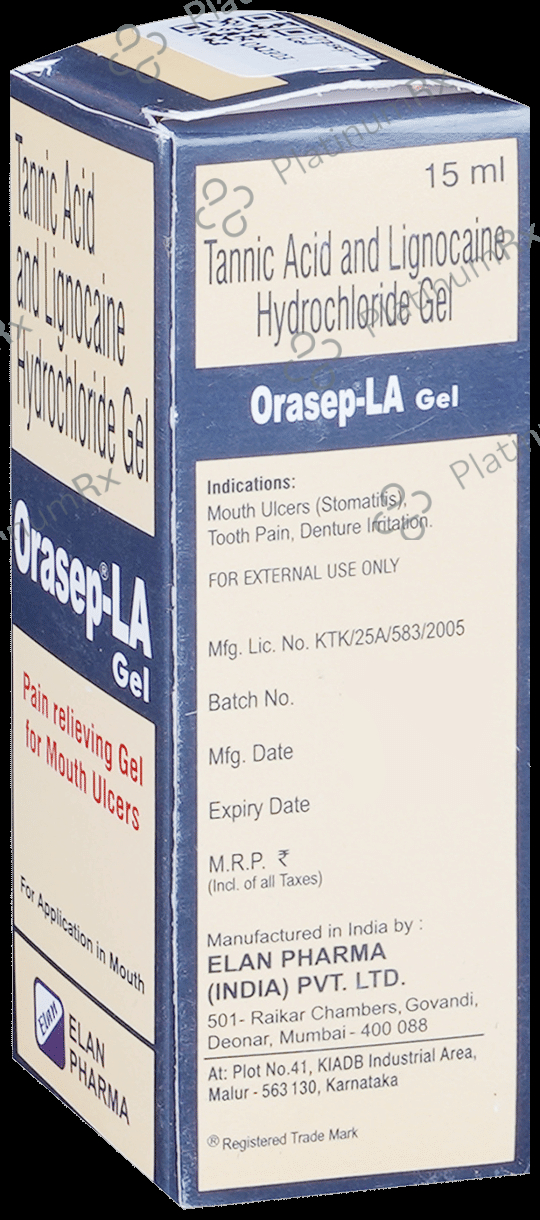 Tannic Acid
and Lignocaine
Hydrochloride Gel
Orasep®-LA
Gel
Pain relieving Gel
for Mouth Ulcers
For Application in Mouth
Elan
ELAN
PHARMA
15 ml
Tannic Acid and Lignocaine
Hydrochloride Gel
Orasep®-LA Gel
Indications:
Mouth Ulcers (Stomatitis),
Tooth Pain, Denture Irritation.
FOR EXTERNAL USE ONLY
Mfg. Lic. No. KTK/25A/583/2005
Batch No.
Mfg. Date
Expiry Date
M.R.P. ₹
(Incl. of all Taxes)
Manufactured in India by :
ELAN PHARMA
(INDIA) PVT. LTD.
501- Raikar Chambers, Govandi,
Deonar, Mumbai - 400 088
At: Plot No.41, KIADB Industrial Area,
Malur - 563 130, Karnataka
® Registered Trade Mark
PlatinumRx
PlatinumRx
PlatinumRx